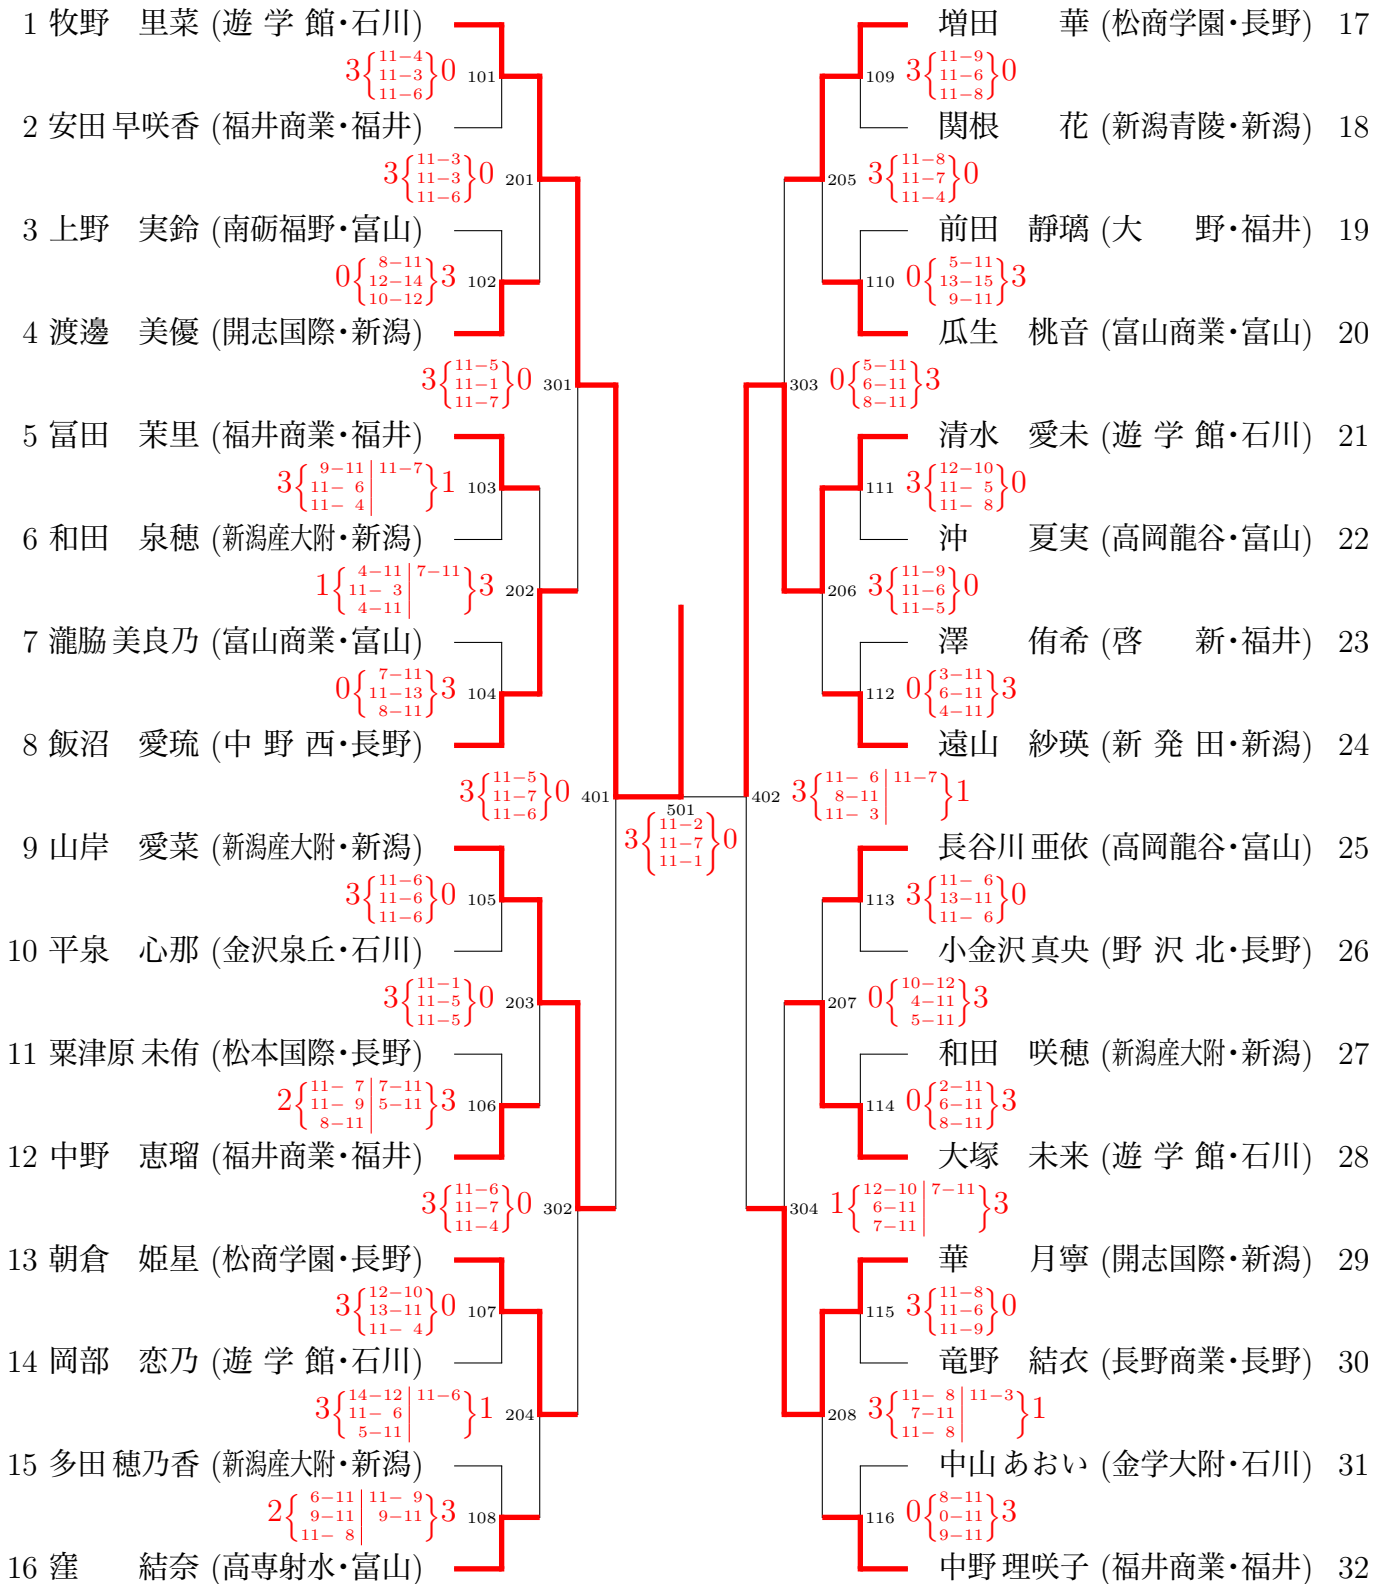 1 牧野 里菜 (遊 学 館・石川)
3{11−4 11−3 11−6}0 101
2 安田 早咲香 (福井商業・福井)
3{11−3 11−3 11−6}0 201
3 上野 実鈴 (南砺福野・富山)
0{8−11 12−14 10−12}3 102
4 渡邊 美優 (開志国際・新潟)
3{11−5 11−1 11−7}0 301
5 冨田 茉里 (福井商業・福井)
3{9−11 11−6 11−4 | 11−7}1 103
6 和田 泉穂 (新潟産大附・新潟)
1{4−11 11−3 4−11 | 7−11}3 202
7 瀧脇 美良乃 (富山商業・富山)
0{7−11 11−13 8−11}3 104
8 飯沼 愛琉 (中 野 西・長野)
3{11−5 11−7 11−6}0 401
9 山岸 愛菜 (新潟産大附・新潟)
3{11−6 11−6 11−6}0 105
10 平泉 心那 (金沢泉丘・石川)
3{11−1 11−5 11−5}0 203
11 粟津原 未侑 (松本国際・長野)
2{11−7 11−9 8−11 | 7−11 5−11}3 106
12 中野 恵瑠 (福井商業・福井)
3{11−6 11−7 11−4}0 302
13 朝倉 姫星 (松商学園・長野)
3{12−10 13−11 11−4}0 107
14 岡部 恋乃 (遊 学 館・石川)
3{14−12 11−6 5−11 | 11−6}1 204
15 多田 穂乃香 (新潟産大附・新潟)
2{6−11 9−11 11−8 | 11−9 9−11}3 108
16 窪 結奈 (高専射水・富山)
501
3{11−2 11−7 11−1}0
増田 華 (松商学園・長野) 17
109 3{11−9 11−6 11−8}0
関根 花 (新潟青陵・新潟) 18
205 3{11−8 11−7 11−4}0
前田 靜璃 (大 野・福井) 19
110 0{5−11 13−15 9−11}3
瓜生 桃音 (富山商業・富山) 20
303 0{5−11 6−11 8−11}3
清水 愛未 (遊 学 館・石川) 21
111 3{12−10 11−5 11−8}0
沖 夏実 (高岡龍谷・富山) 22
206 3{11−9 11−6 11−5}0
澤 侑希 (啓 新・福井) 23
112 0{3−11 6−11 4−11}3
遠山 紗瑛 (新 発 田・新潟) 24
402 3{11−6 8−11 11−3 | 11−7}1
長谷川 亜依 (高岡龍谷・富山) 25
113 3{11−6 13−11 11−6}0
小金沢 真央 (野 沢 北・長野) 26
207 0{10−12 4−11 5−11}3
和田 咲穂 (新潟産大附・新潟) 27
114 0{2−11 6−11 8−11}3
大塚 未来 (遊 学 館・石川) 28
304 1{12−10 6−11 7−11 | 7−11}3
華 月寧 (開志国際・新潟) 29
115 3{11−8 11−6 11−9}0
竜野 結衣 (長野商業・長野) 30
208 3{11−8 7−11 11−8 | 11−3}1
中山 あおい (金学大附・石川) 31
116 0{8−11 0−11 9−11}3
中野 理咲子 (福井商業・福井) 32